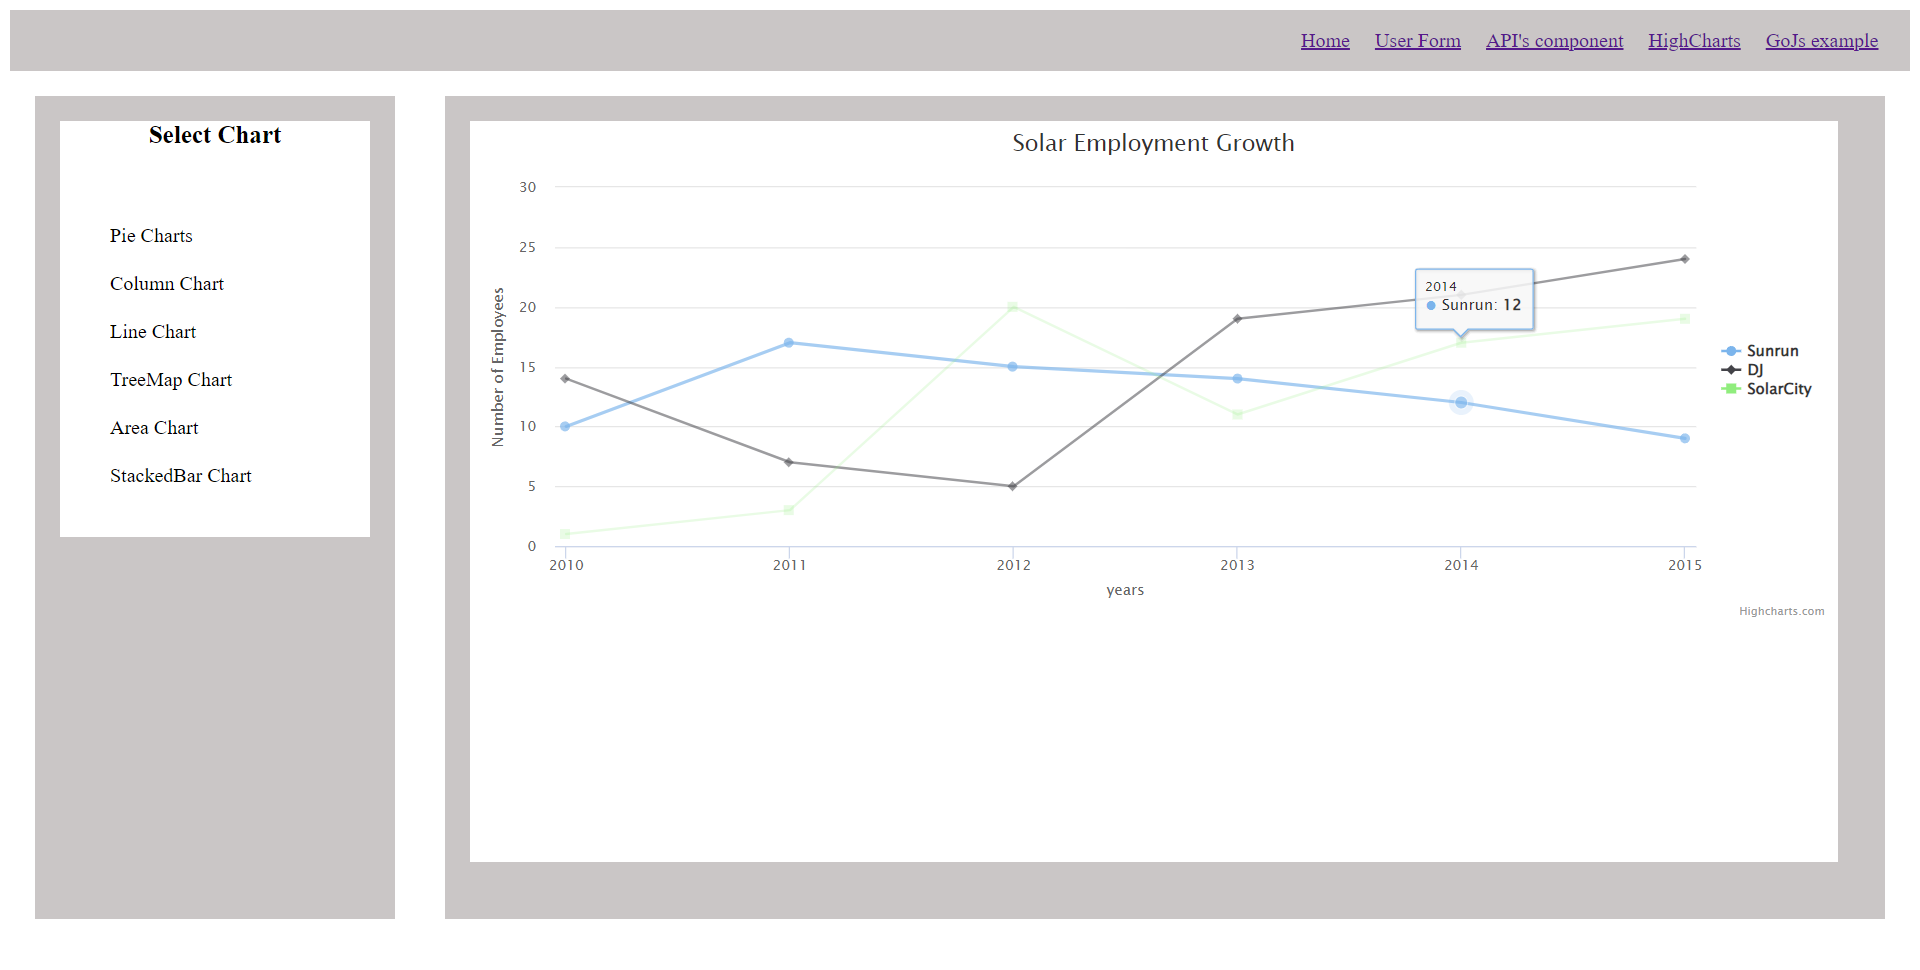 Home User Form API's component HighCharts GoJs example
Select Chart
Pie Charts
Column Chart
Line Chart
TreeMap Chart
Area Chart
StackedBar Chart
Solar Employment Growth
Number of Employees
30
25
20
15
10
5
0
2010 2011 2012 2013 2014 2015
years
2014
Sunrun: 12
Sunrun
DJ
SolarCity
Highcharts.com